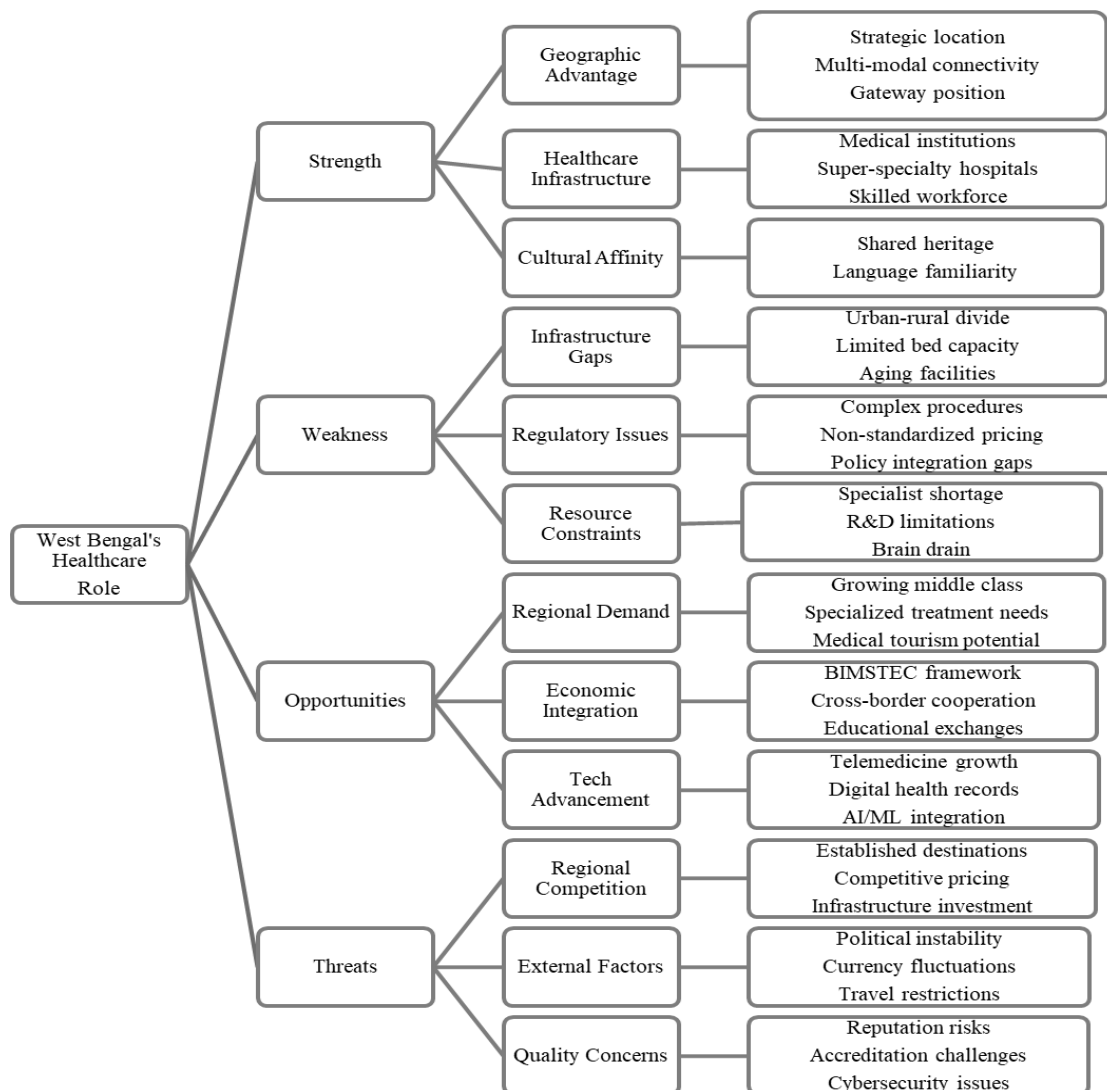 West Bengal's
Healthcare
Role
Strength
Geographic
Advantage
Strategic location
Multi-modal connectivity
Gateway position
Healthcare
Infrastructure
Medical institutions
Super-specialty hospitals
Skilled workforce
Cultural Affinity
Shared heritage
Language familiarity
Weakness
Infrastructure
Gaps
Urban-rural divide
Limited bed capacity
Aging facilities
Regulatory Issues
Complex procedures
Non-standardized pricing
Policy integration gaps
Resource
Constraints
Specialist shortage
R&D limitations
Brain drain
Opportunities
Regional Demand
Growing middle class
Specialized treatment needs
Medical tourism potential
Economic
Integration
BIMSTEC framework
Cross-border cooperation
Educational exchanges
Tech
Advancement
Telemedicine growth
Digital health records
AI/ML integration
Threats
Regional
Competition
Established destinations
Competitive pricing
Infrastructure investment
External Factors
Political instability
Currency fluctuations
Travel restrictions
Quality Concerns
Reputation risks
Accreditation challenges
Cybersecurity issues